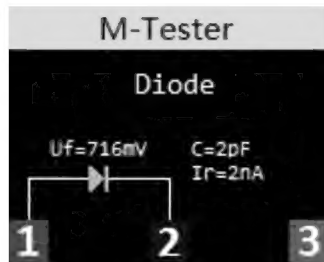 M-Tester
Diode
Uf=716mV C=2pF
Ir=2nA
1 2 3